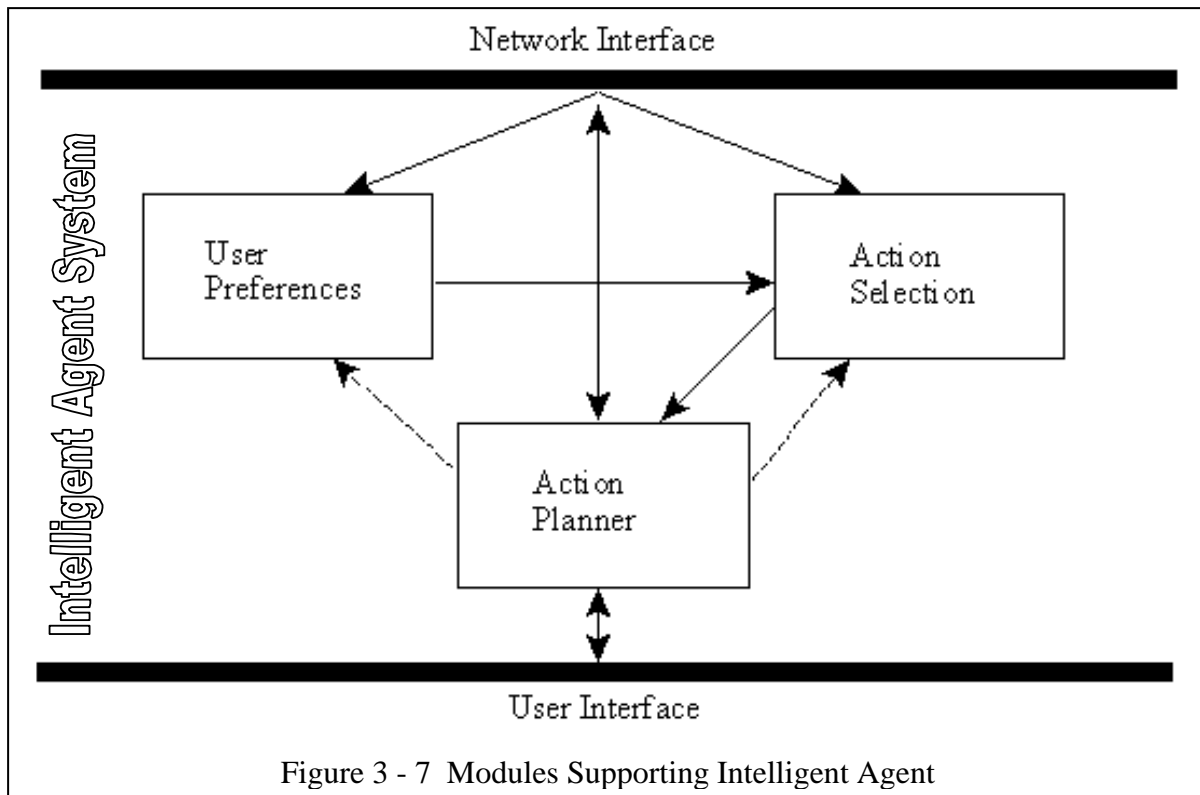 Network Interface
Intelligent Agent System
User
Preferences
Action
Selection
Action
Planner
User Interface
Figure 3 - 7 Modules Supporting Intelligent Agent